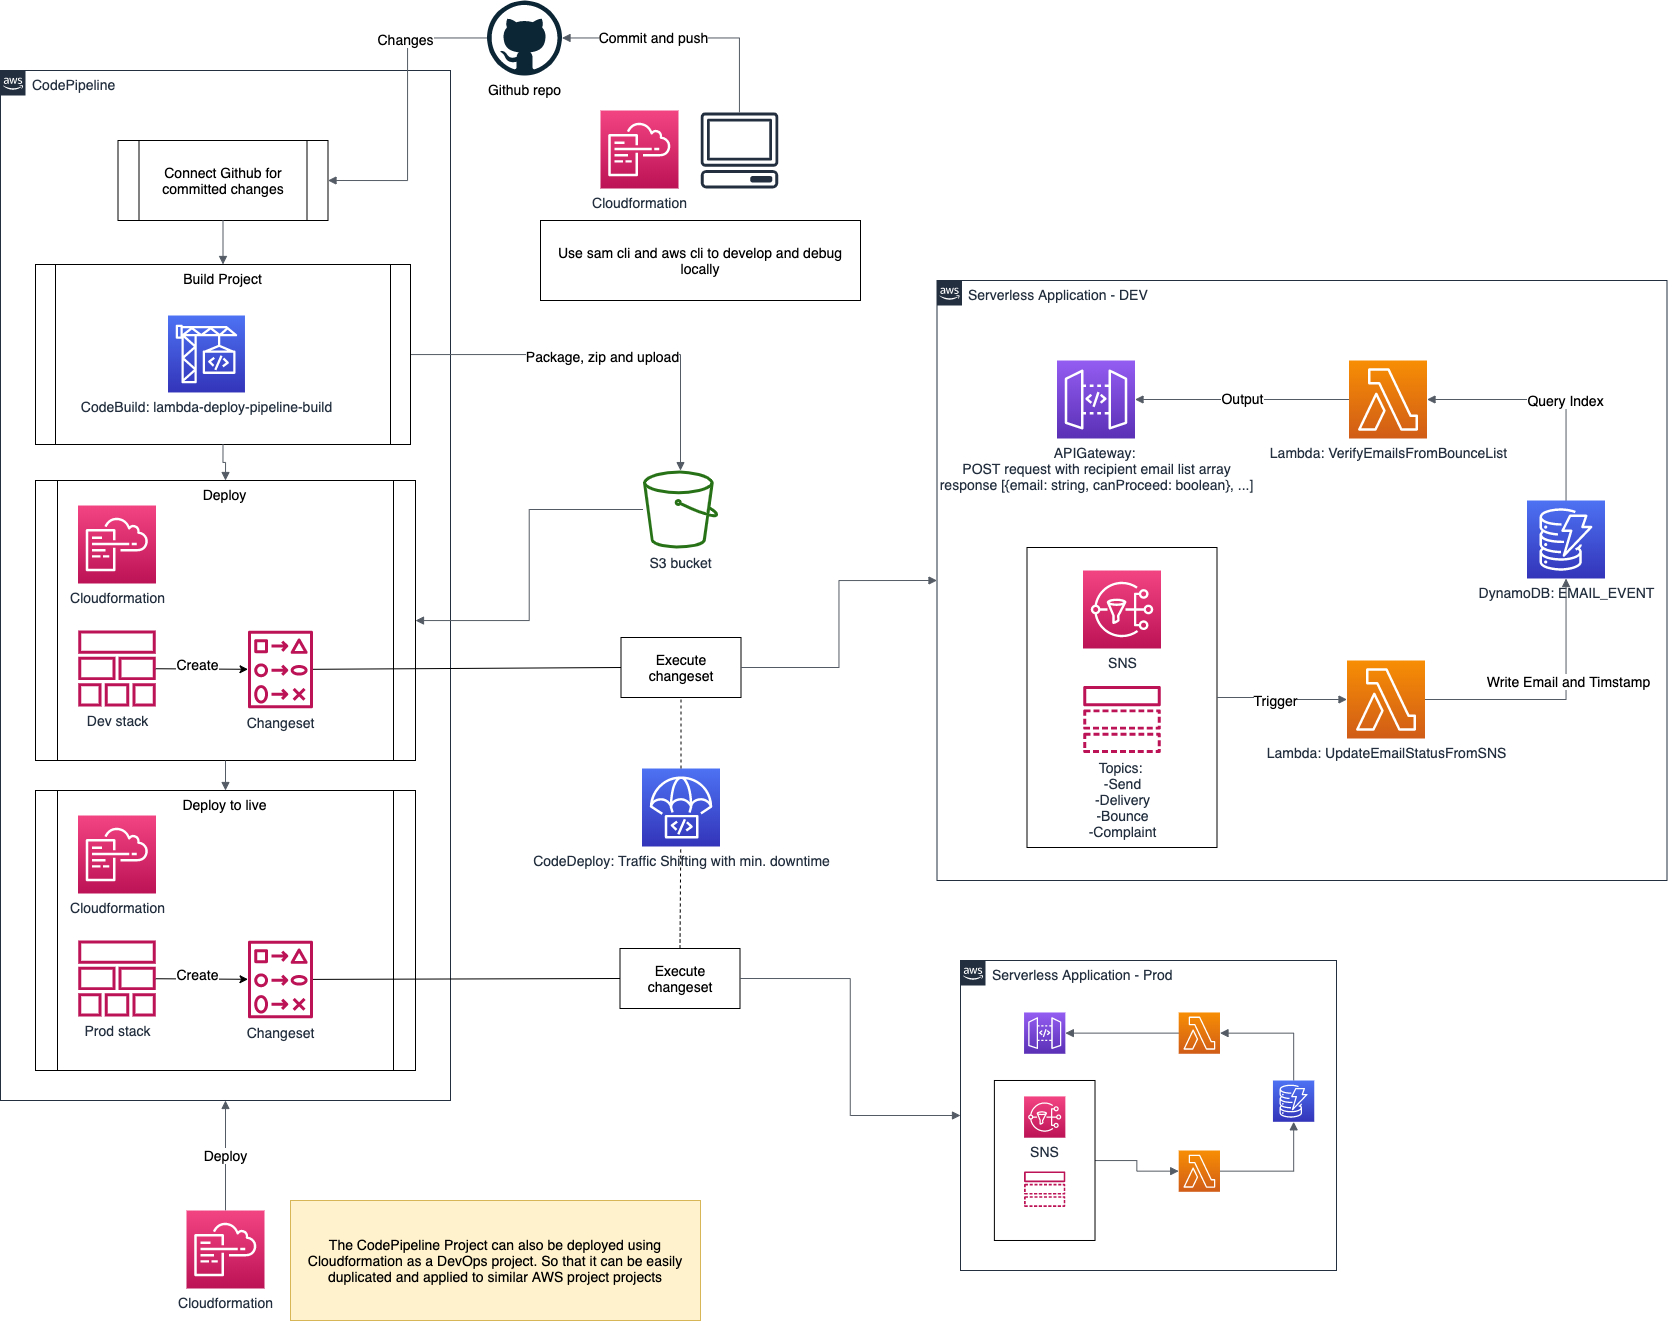 Changes
Commit and push
Github repo
aws
CodePipeline
Connect Github for
committed changes
Cloudformation
Use sam cli and aws cli to develop and debug
locally
Build Project
CodeBuild: lambda-deploy-pipeline-build
Package, zip and upload
S3 bucket
Deploy
Cloudformation
Create
Dev stack
Changeset
Execute
changeset
CodeDeploy: Traffic Shifting with min. downtime
Deploy to live
Cloudformation
Create
Prod stack
Changeset
Execute
changeset
Deploy
Cloudformation
The CodePipeline Project can also be deployed using
Cloudformation as a DevOps project. So that it can be easily
duplicated and applied to similar AWS project projects
aws
Serverless Application - DEV
APIGateway:
POST request with recipient email list array
response [{email: string, canProceed: boolean}, ...]
Output
Lambda: VerifyEmailsFromBounceList
Query Index
DynamoDB: EMAIL_EVENT
SNS
Topics:
-Send
-Delivery
-Bounce
-Complaint
Trigger
Lambda: UpdateEmailStatusFromSNS
Write Email and Timstamp
aws
Serverless Application - Prod
SNS